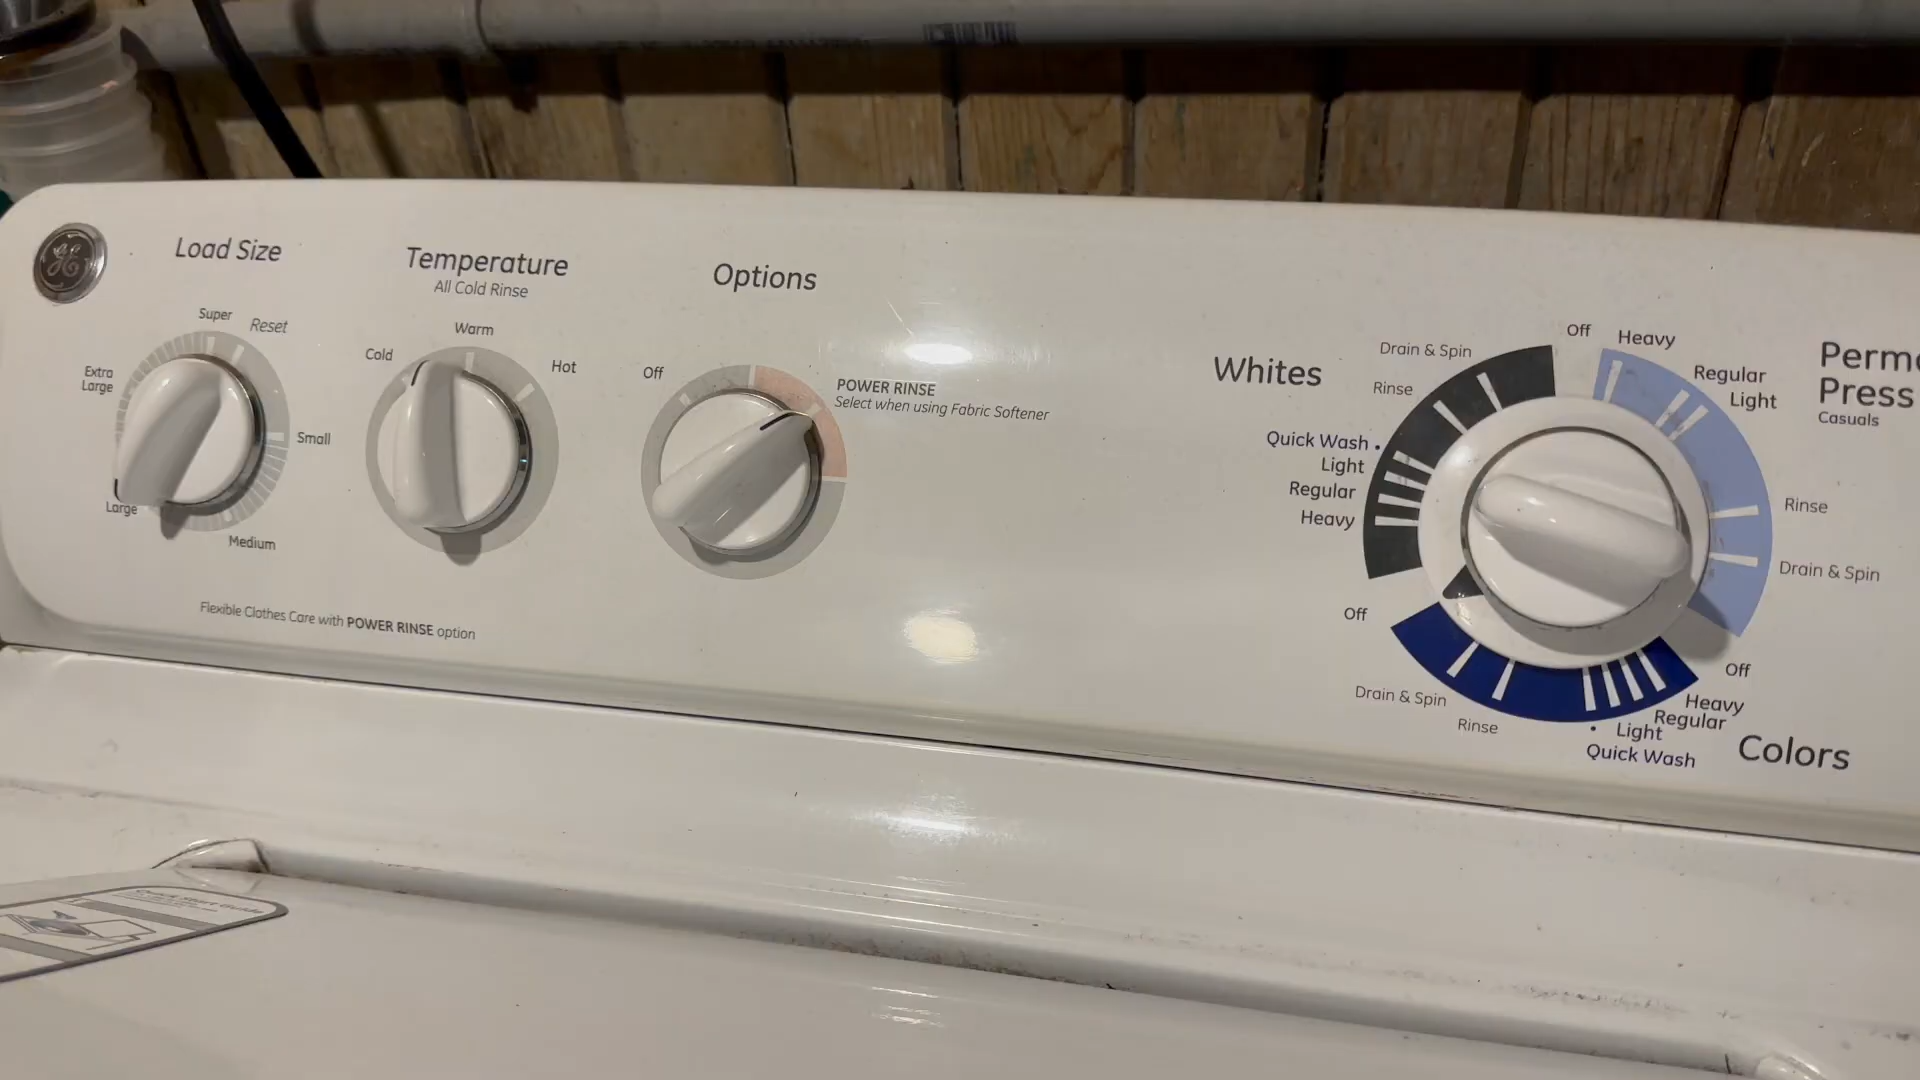 Load Size
Super
Reset
Extra
Large
Small
Large
Medium
Temperature
All Cold Rinse
Cold
Warm
Hot
Options
Off
POWER RINSE
Select when using Fabric Softener
Flexible Clothes Care with POWER RINSE option
Whites
Drain & Spin
Rinse
Quick Wash
Light
Regular
Heavy
Off
Off
Heavy
Regular
Light
Press
Casuals
Rinse
Drain & Spin
Off
Heavy
Regular
Light
Quick Wash
Colors
Drain & Spin
Rinse
GE
Quick Start Guide